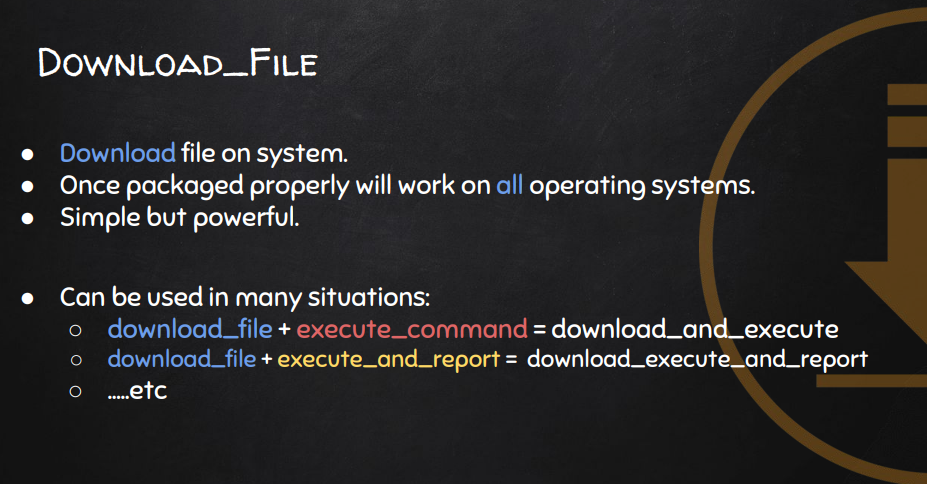 Download_File
● Download file on system.
● Once packaged properly will work on all operating systems.
● Simple but powerful.
● Can be used in many situations:
○ download_file + execute_command = download_and_execute
○ download_file + execute_and_report = download_execute_and_report
○ .....etc